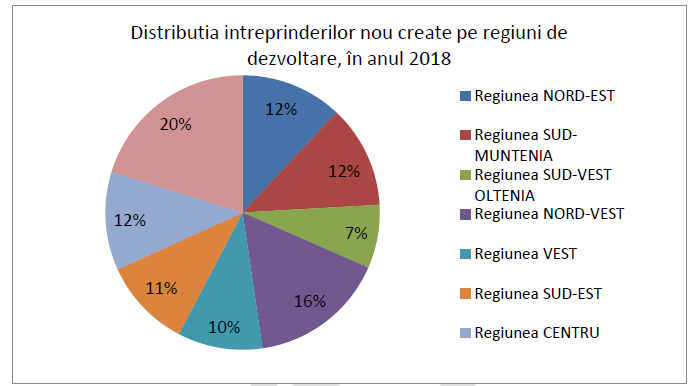 Distributia intreprinderilor nou create pe regiuni de
dezvoltare, în anul 2018
12%
12%
7%
16%
10%
11%
12%
20%
Regiunea NORD-EST
Regiunea SUD-
MUNTENIA
Regiunea SUD-VEST
OLTENIA
Regiunea NORD-VEST
Regiunea VEST
Regiunea SUD-EST
Regiunea CENTRU